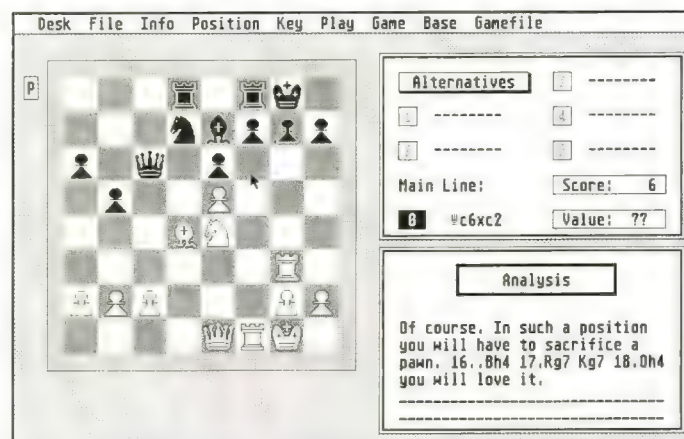 Desk File Info Position Key Play Game Base Gamefile
P
Alternatives
Main Line:
Score: 6
0 ♛c6xc2
Value: ??
Analysis
Of course. In such a position
you will have to sacrifice a
pawn. 16..Bh4 17.Rg7 Kg7 18.Qh4
you will love it.